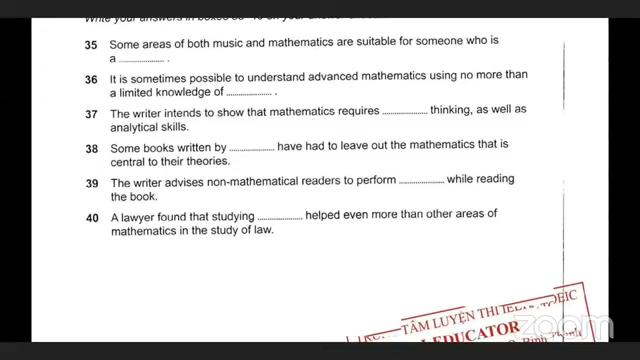 35 Some areas of both music and mathematics are suitable for someone who is
a .................... .
36 It is sometimes possible to understand advanced mathematics using no more than
a limited knowledge of .................... .
37 The writer intends to show that mathematics requires .................... thinking, as well as
analytical skills.
38 Some books written by .................... have had to leave out the mathematics that is
central to their theories.
39 The writer advises non-mathematical readers to perform .................... while reading
the book.
40 A lawyer found that studying .................... helped even more than other areas of
mathematics in the study of law.
TÂM LUYỆN THI IELTS, TOEIC
EDUCATOR
zoom